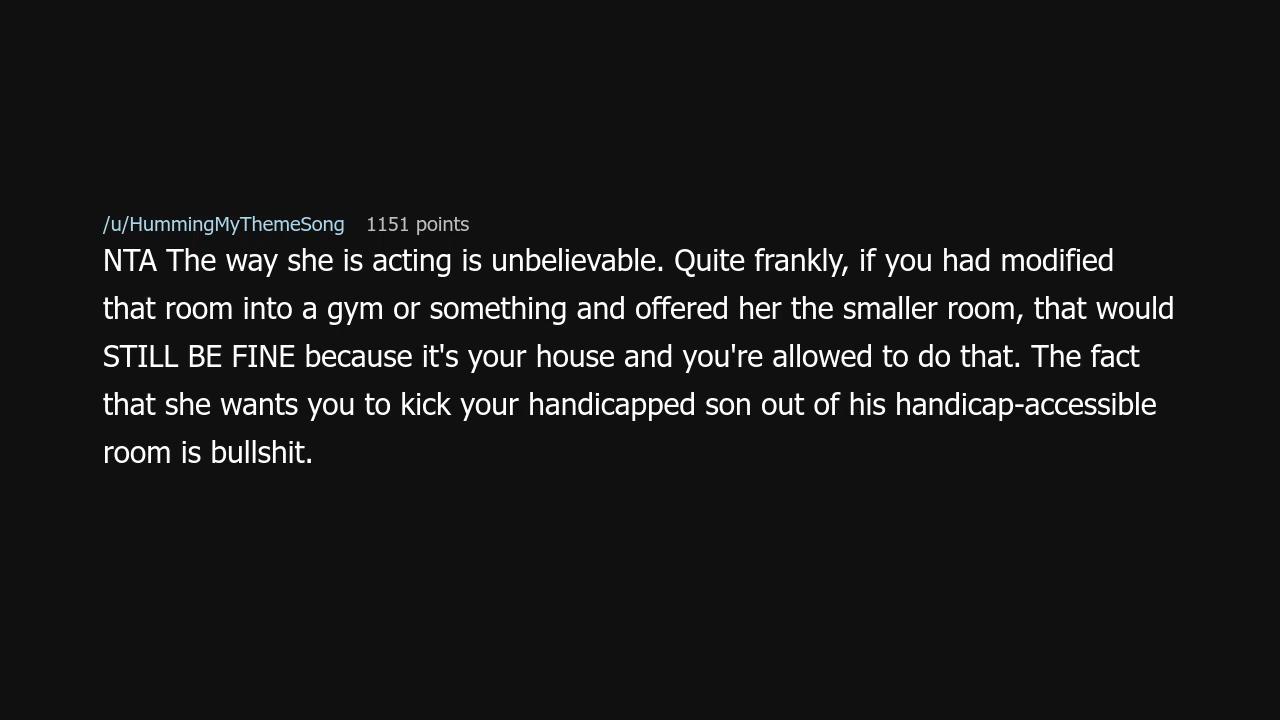 /u/HummingMyThemeSong 1151 points
NTA The way she is acting is unbelievable. Quite frankly, if you had modified
that room into a gym or something and offered her the smaller room, that would
STILL BE FINE because it's your house and you're allowed to do that. The fact
that she wants you to kick your handicapped son out of his handicap-accessible
room is bullshit.